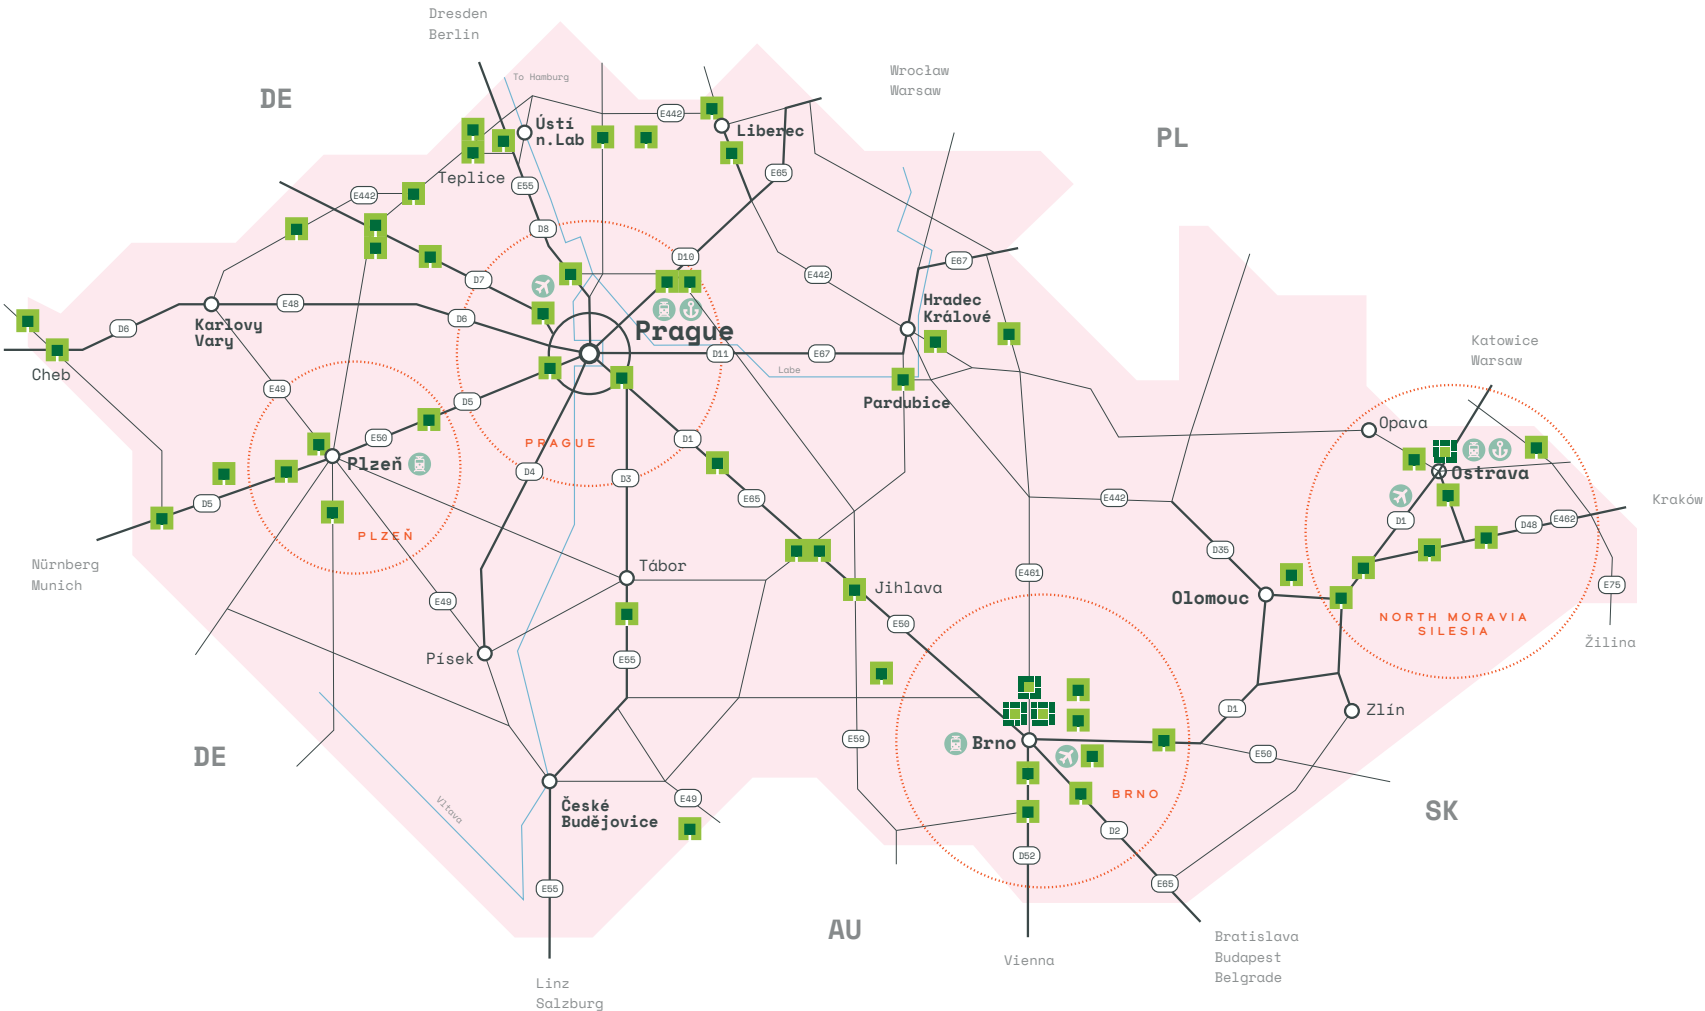 Dresden
Berlin
To Hamburg
DE
Wrocław
Warsaw
PL
E442
Ústí
n.Lab
Liberec
Teplice
E55
E65
E442
D8
D10
E67
D7
E442
E48
D6
D6
Karlovy
Vary
Prague
Hradec
Králové
Cheb
D11
E67
Labe
Katowice
Warsaw
E49
D5
Pardubice
PRAGUE
D1
Opava
E50
Plzeň
D4
D3
Ostrava
D5
E65
E442
Kraków
PLZEŇ
D1
D48
E462
Nürnberg
Munich
D35
Tábor
E461
Jihlava
E75
E49
Olomouc
E50
NORTH MORAVIA
SILESIA
Písek
E55
Žilina
D1
Zlín
DE
E59
Brno
E50
Vltava
E49
BRNO
České
Budějovice
SK
D2
D52
E55
E65
AU
Vienna
Bratislava
Budapest
Belgrade
Linz
Salzburg